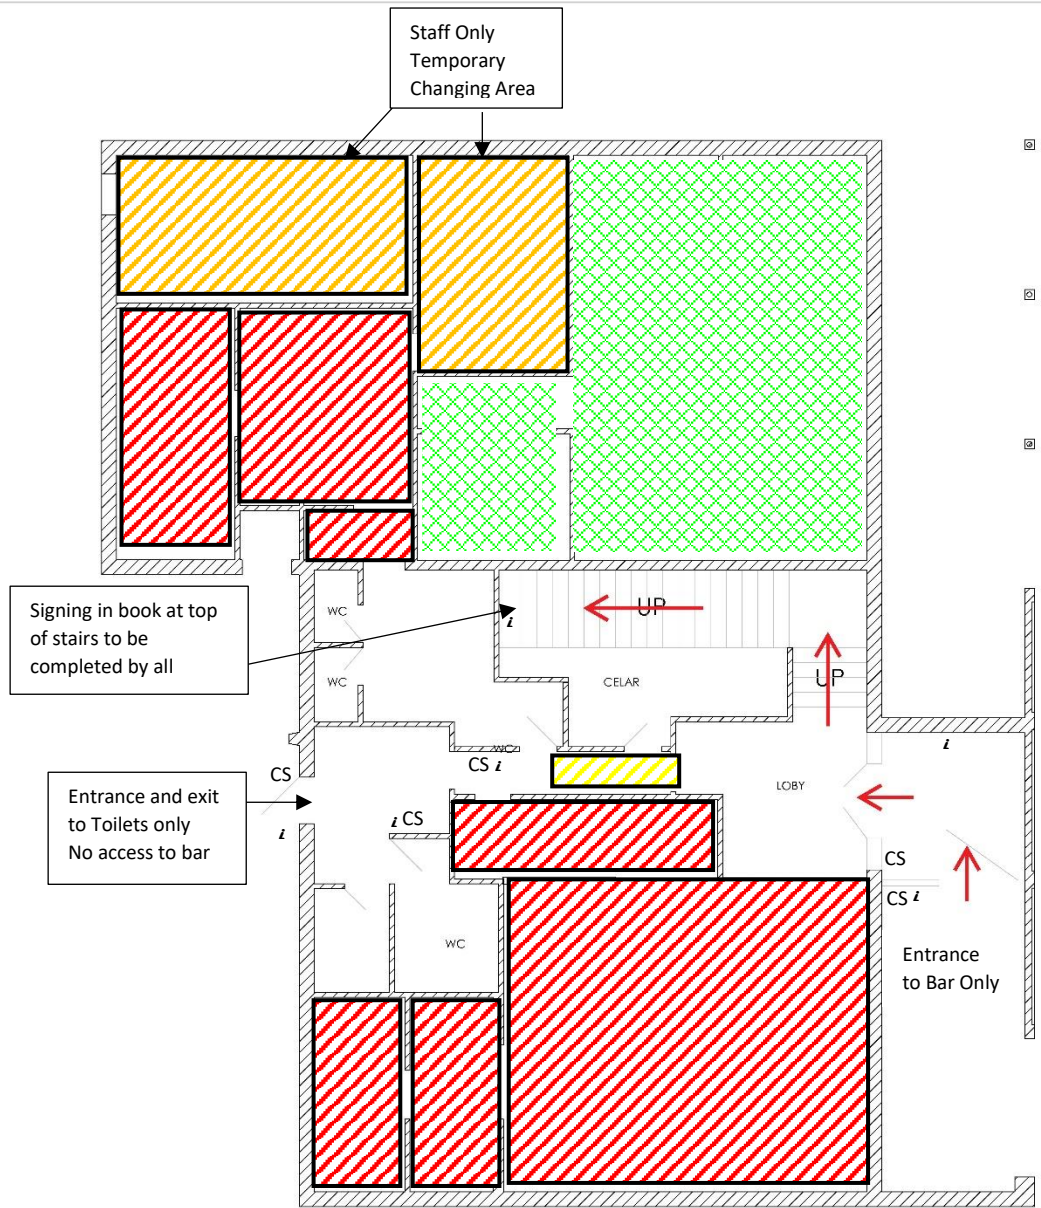 Staff Only
Temporary
Changing Area
Signing in book at top
of stairs to be
completed by all
WC
i
UP
WC
CELAR
UP
WC
CS i
i
CS
LOBY
Entrance and exit
to Toilets only
No access to bar
i
i CS
CS
CS i
WC
Entrance
to Bar Only